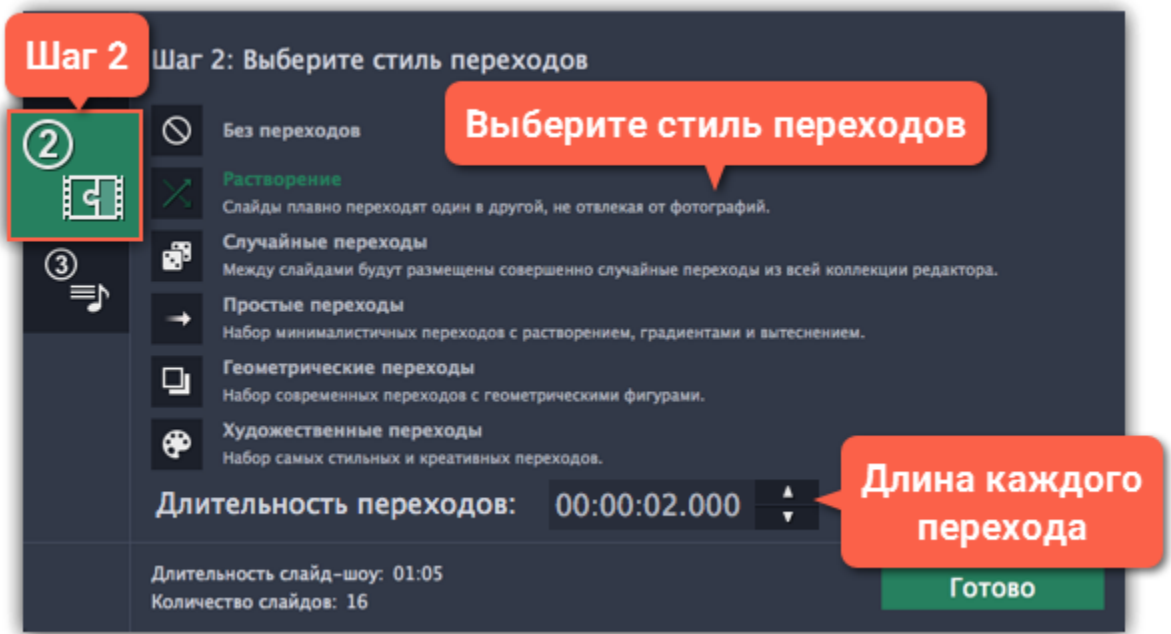 Шаг 2
Шаг 2: Выберите стиль переходов
Выберите стиль переходов
2
Без переходов
Растворение
Слайды плавно переходят один в другой, не отвлекая от фотографий.
Случайные переходы
Между слайдами будут размещены совершенно случайные переходы из всей коллекции редактора.
3
Простые переходы
Набор минималистичных переходов с растворением, градиентами и вытеснением.
Геометрические переходы
Набор современных переходов с геометрическими фигурами.
Художественные переходы
Набор самых стильных и креативных переходов.
Длительность переходов: 00:00:02.000
Длина каждого
перехода
Длительность слайд-шоу: 01:05
Количество слайдов: 16
Готово